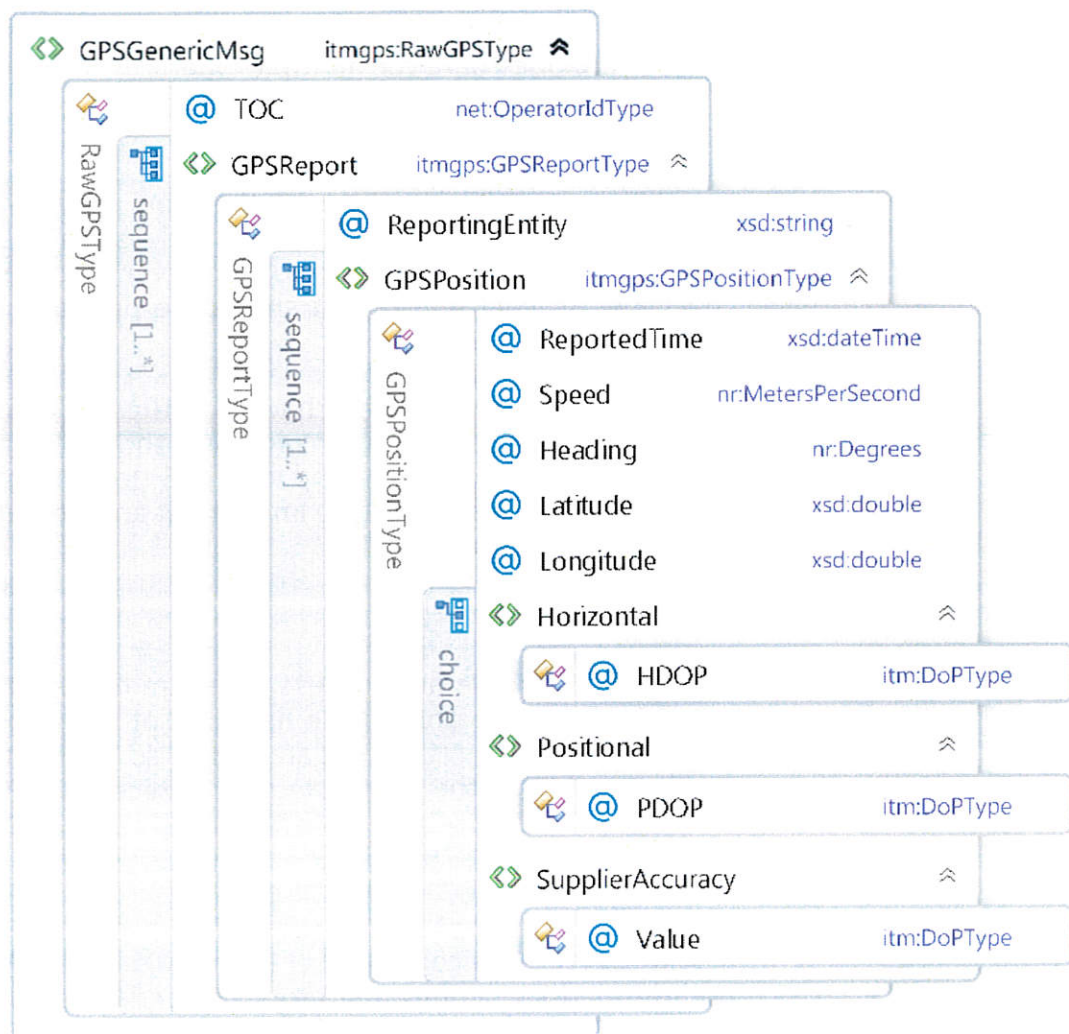 GPSGenericMsg itmgps:RawGPSType
RawGPSType
sequence [1..*]
@ TOC net:OperatorIdType
GPSReport itmgps:GPSReportType
GPSReportType
sequence [1..*]
@ ReportingEntity xsd:string
GPSPosition itmgps:GPSPositionType
GPSPositionType
@ ReportedTime xsd:dateTime
@ Speed nr:MetersPerSecond
@ Heading nr:Degrees
@ Latitude xsd:double
@ Longitude xsd:double
choice
Horizontal
@ HDOP itm:DoPType
Positional
@ PDOP itm:DoPType
SupplierAccuracy
@ Value itm:DoPType